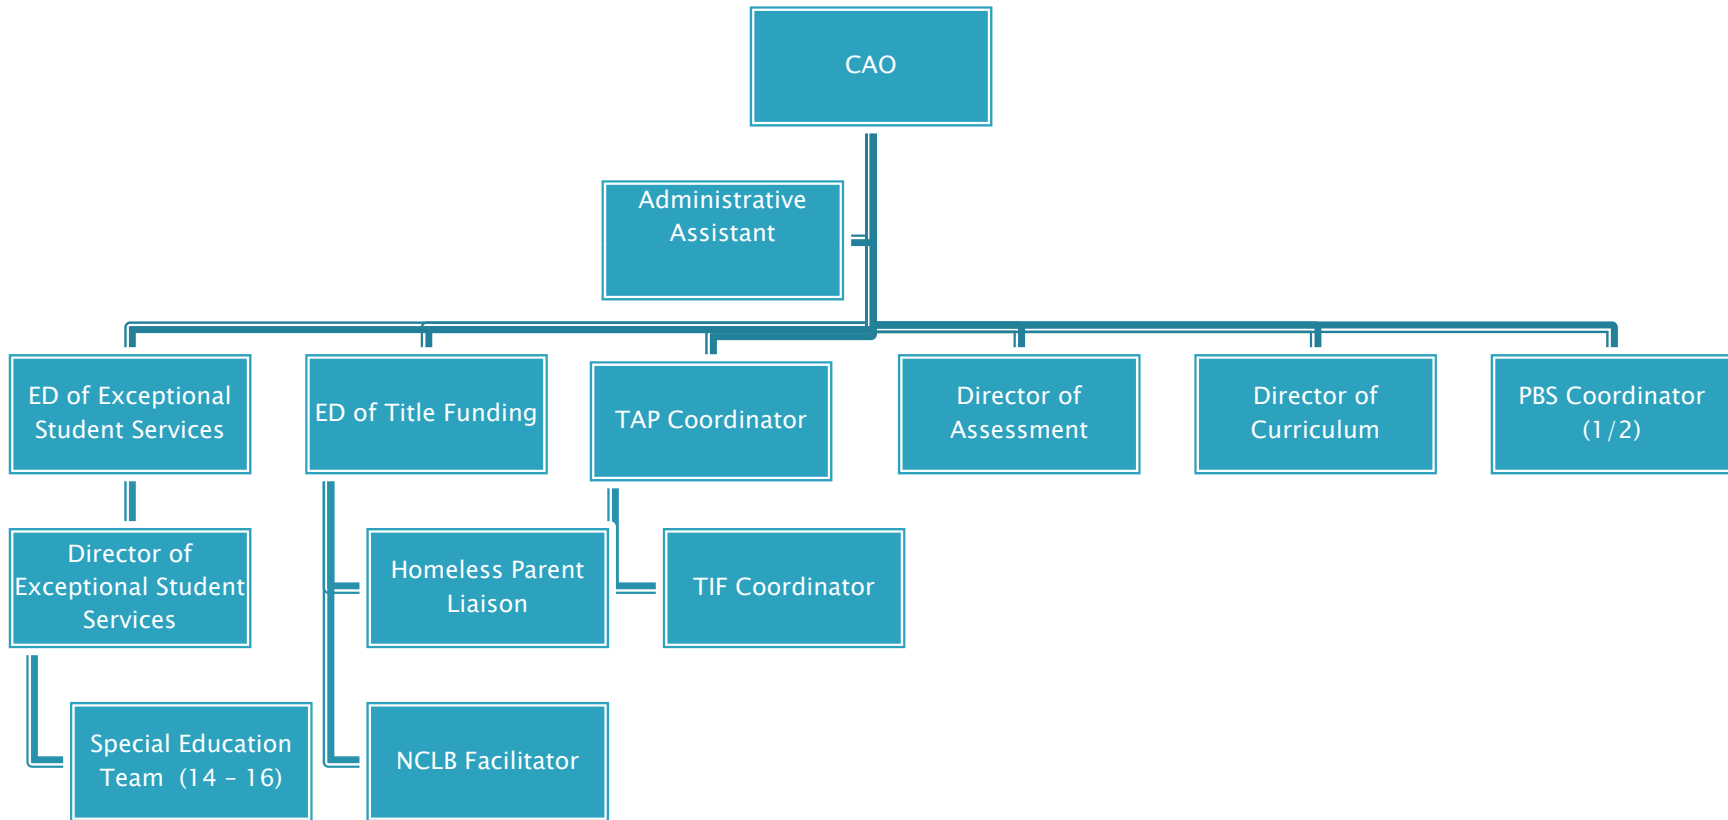 CAO
Administrative
Assistant
ED of Exceptional
Student Services
ED of Title Funding
TAP Coordinator
Director of
Assessment
Director of
Curriculum
PBS Coordinator
(1/2)
Director of
Exceptional Student
Services
Homeless Parent
Liaison
TIF Coordinator
Special Education
Team (14 – 16)
NCLB Facilitator